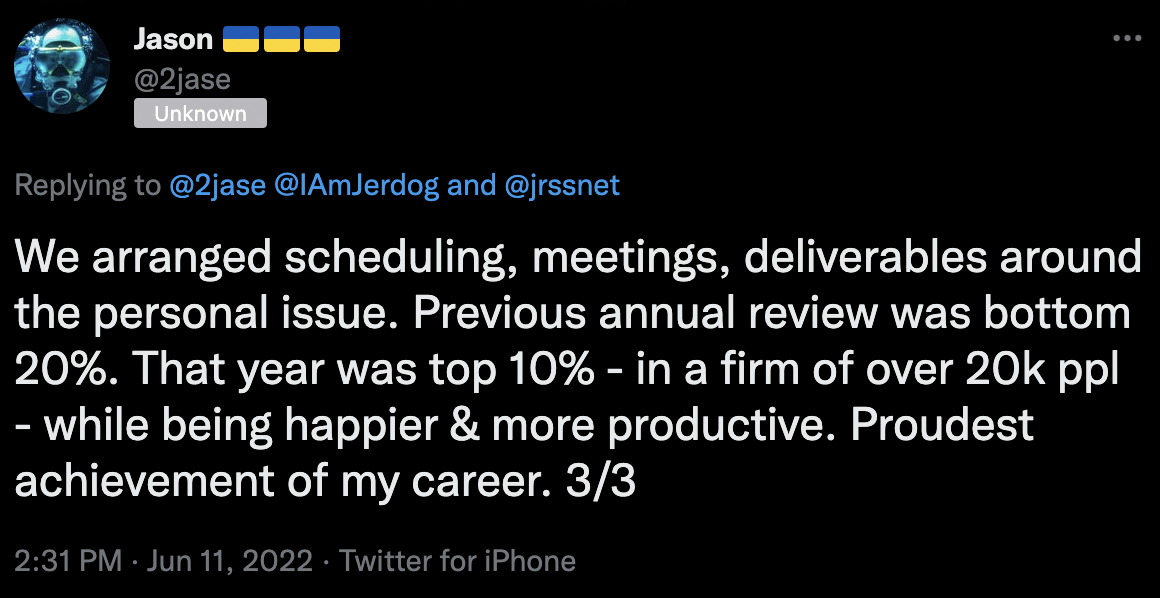 Jason 🇺🇦🇺🇦🇺🇦
@2jase
Unknown
Replying to @2jase @IAmJerdog and @jrssnet
We arranged scheduling, meetings, deliverables around
the personal issue. Previous annual review was bottom
20%. That year was top 10% - in a firm of over 20k ppl
- while being happier & more productive. Proudest
achievement of my career. 3/3
2:31 PM · Jun 11, 2022 · Twitter for iPhone